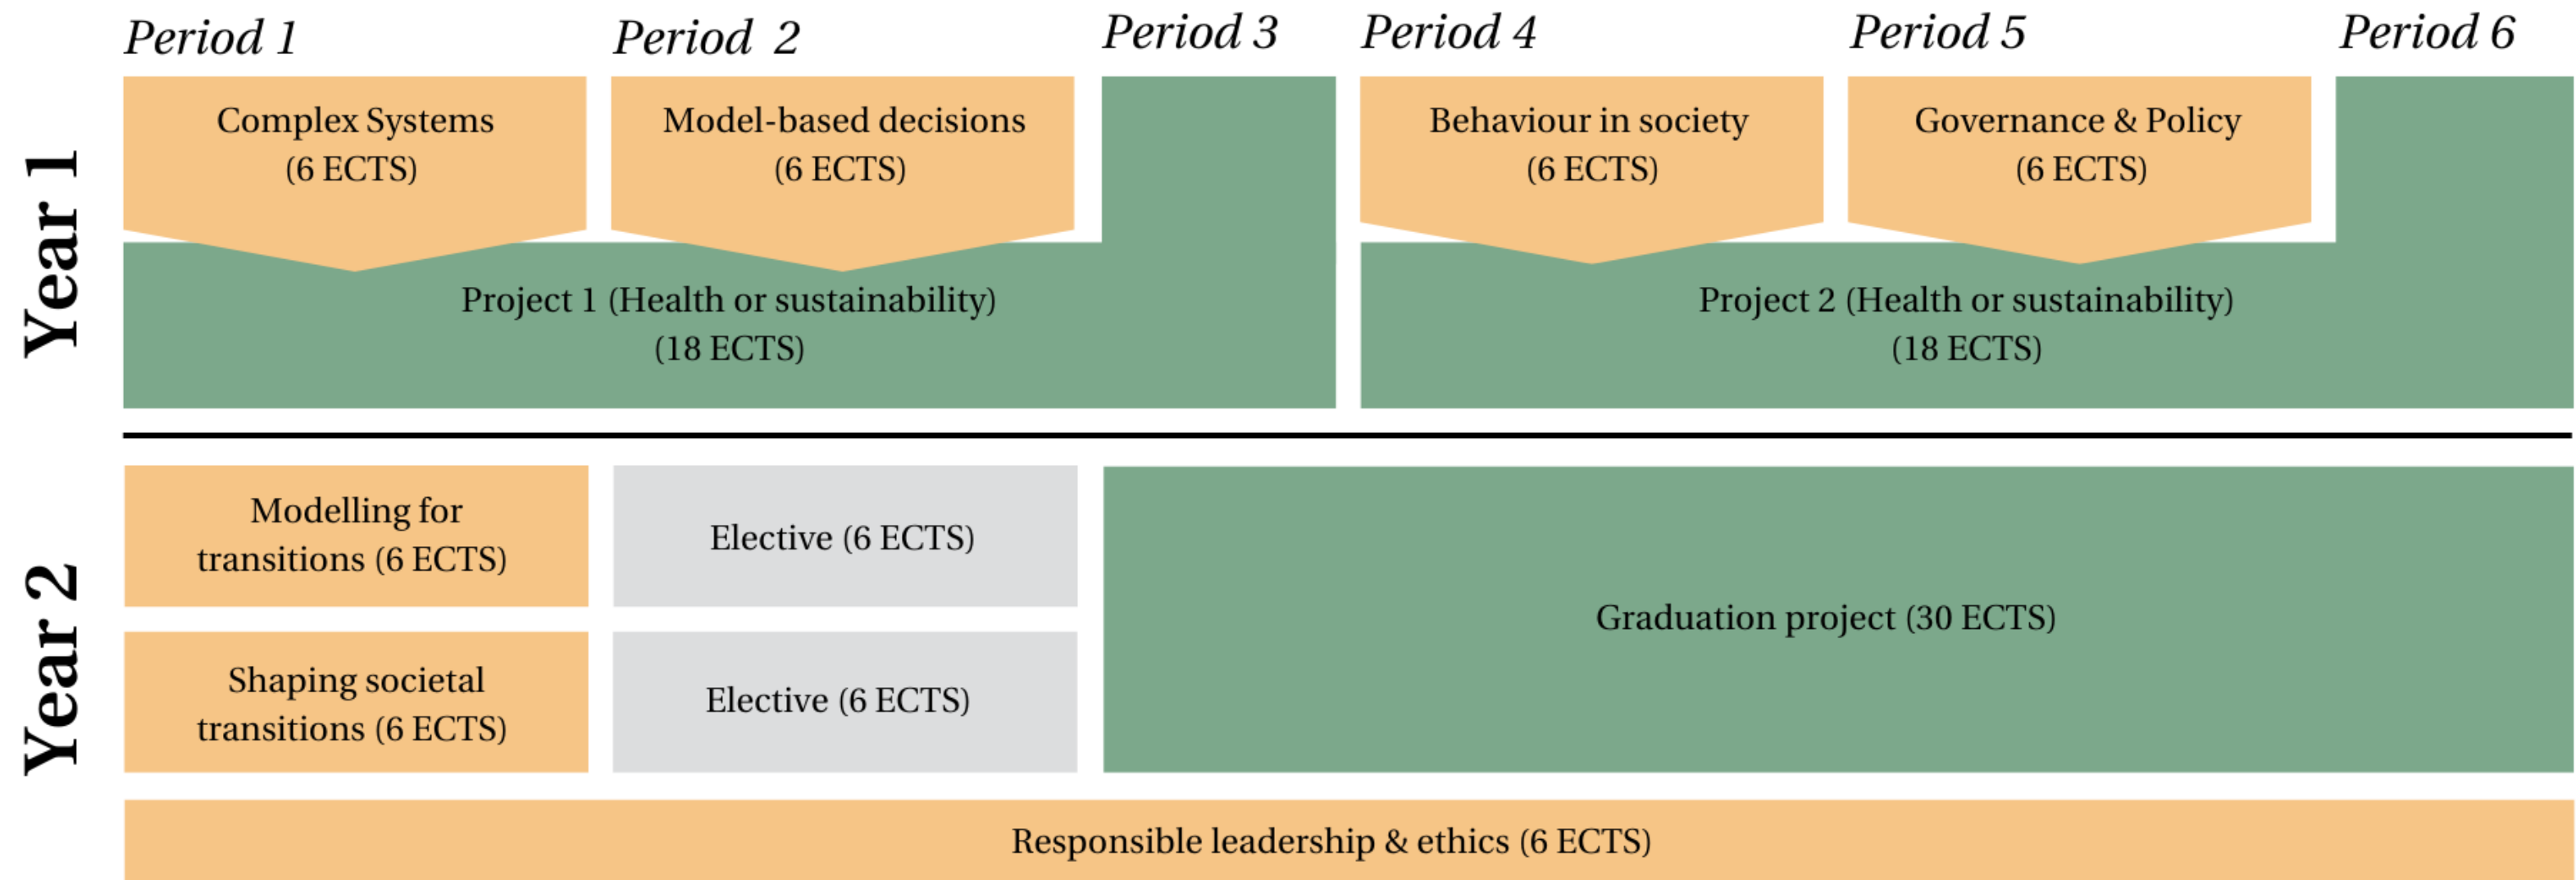 Period 1
Period 2
Period 3
Period 4
Period 5
Period 6
Year 1
Complex Systems
(6 ECTS)
Model-based decisions
(6 ECTS)
Behaviour in society
(6 ECTS)
Governance & Policy
(6 ECTS)
Project 1 (Health or sustainability)
(18 ECTS)
Project 2 (Health or sustainability)
(18 ECTS)
Year 2
Modelling for
transitions (6 ECTS)
Elective (6 ECTS)
Shaping societal
transitions (6 ECTS)
Elective (6 ECTS)
Graduation project (30 ECTS)
Responsible leadership & ethics (6 ECTS)